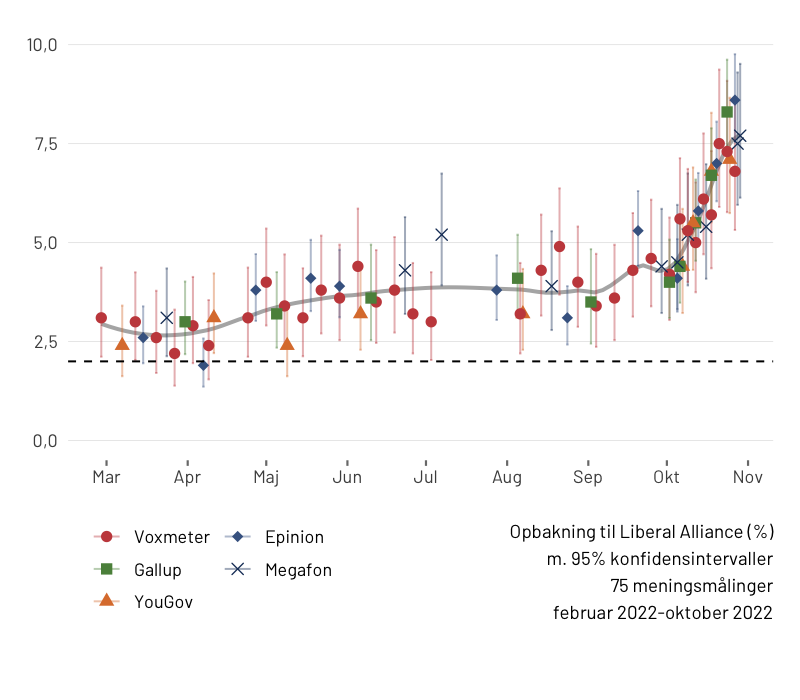 10,0
7,5
5,0
2,5
0,0
Mar Apr Maj Jun Jul Aug Sep Okt Nov
Voxmeter Epinion
Gallup Megafon
YouGov
Opbakning til Liberal Alliance (%)
m. 95% konfidensintervaller
75 meningsmålinger
februar 2022-oktober 2022